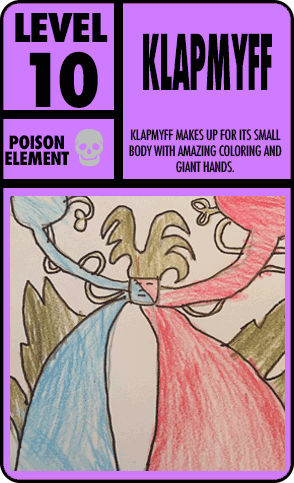 LEVEL
10
KLAPMYFF
POISON
ELEMENT
KLAPMYFF MAKES UP FOR ITS SMALL
BODY WITH AMAZING COLORING AND
GIANT HANDS.